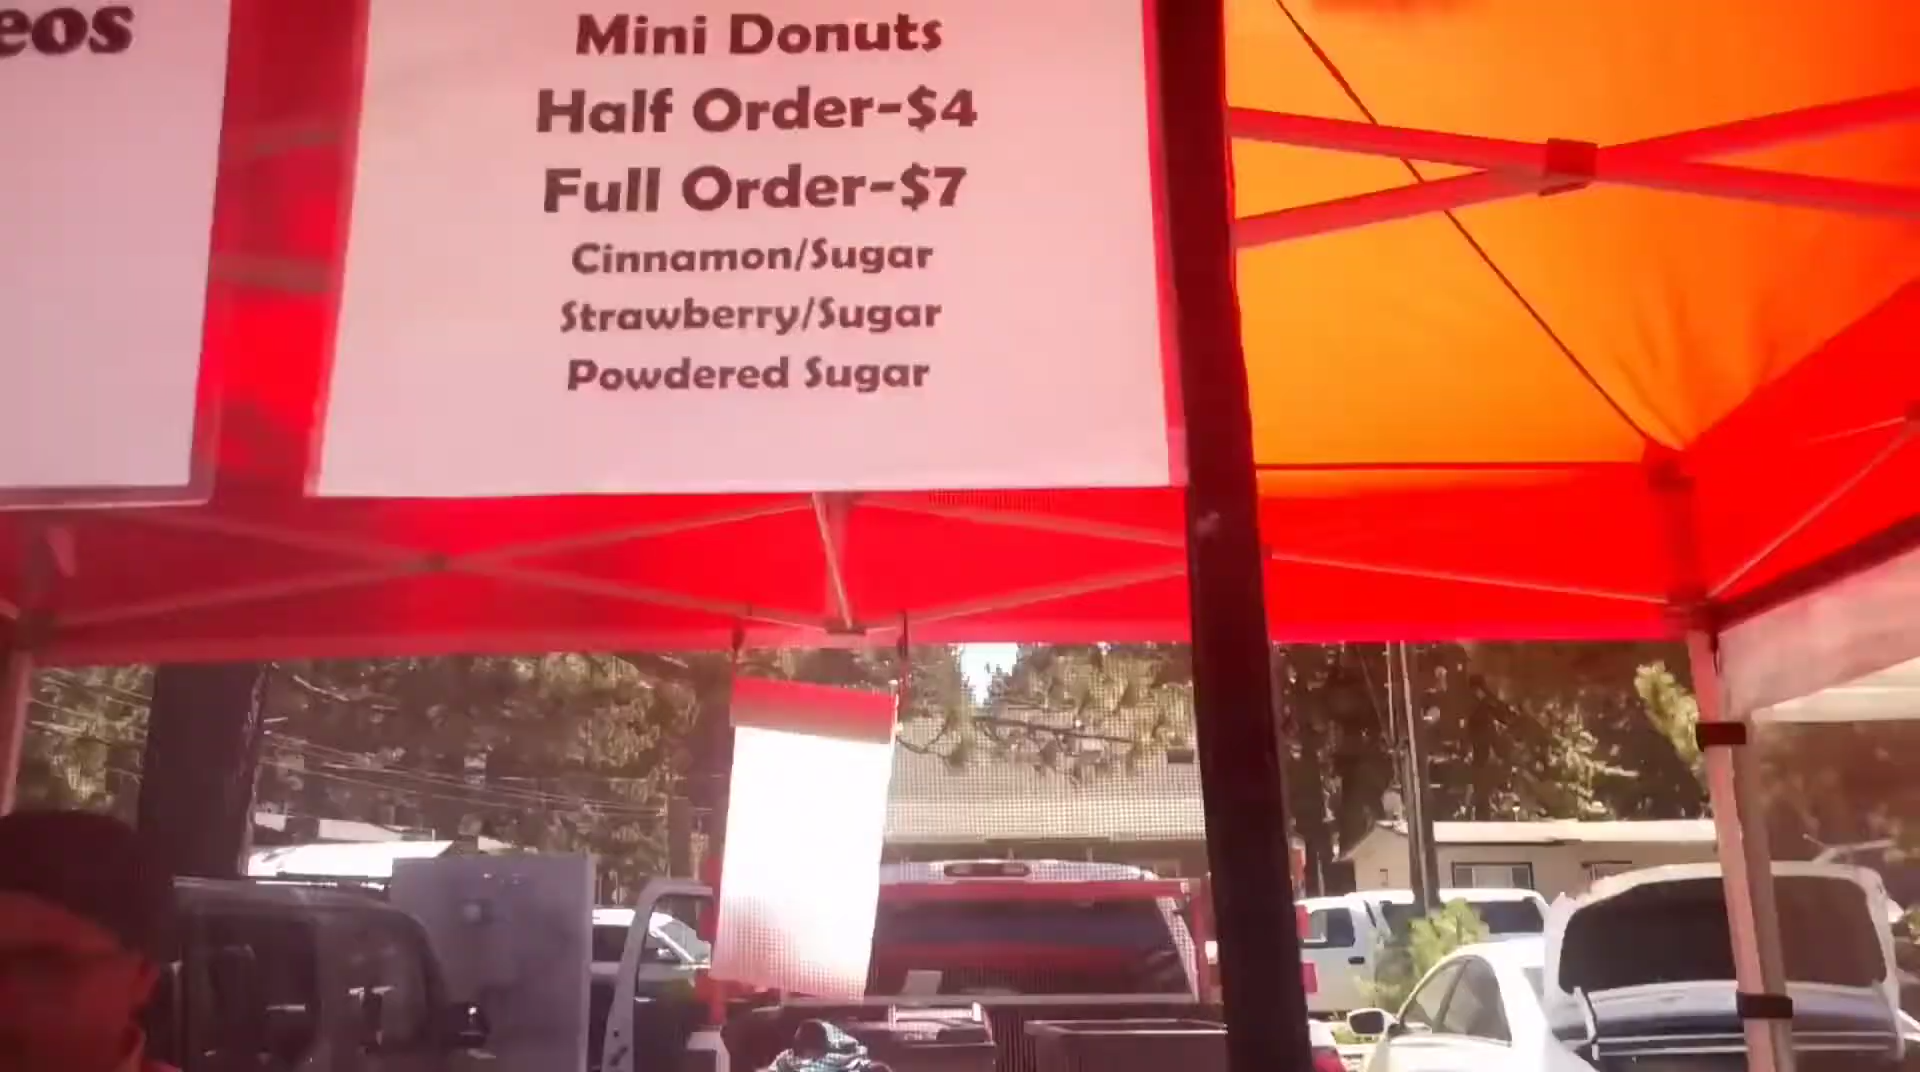 eos
Mini Donuts
Half Order-$4
Full Order-$7
Cinnamon/Sugar
Strawberry/Sugar
Powdered Sugar